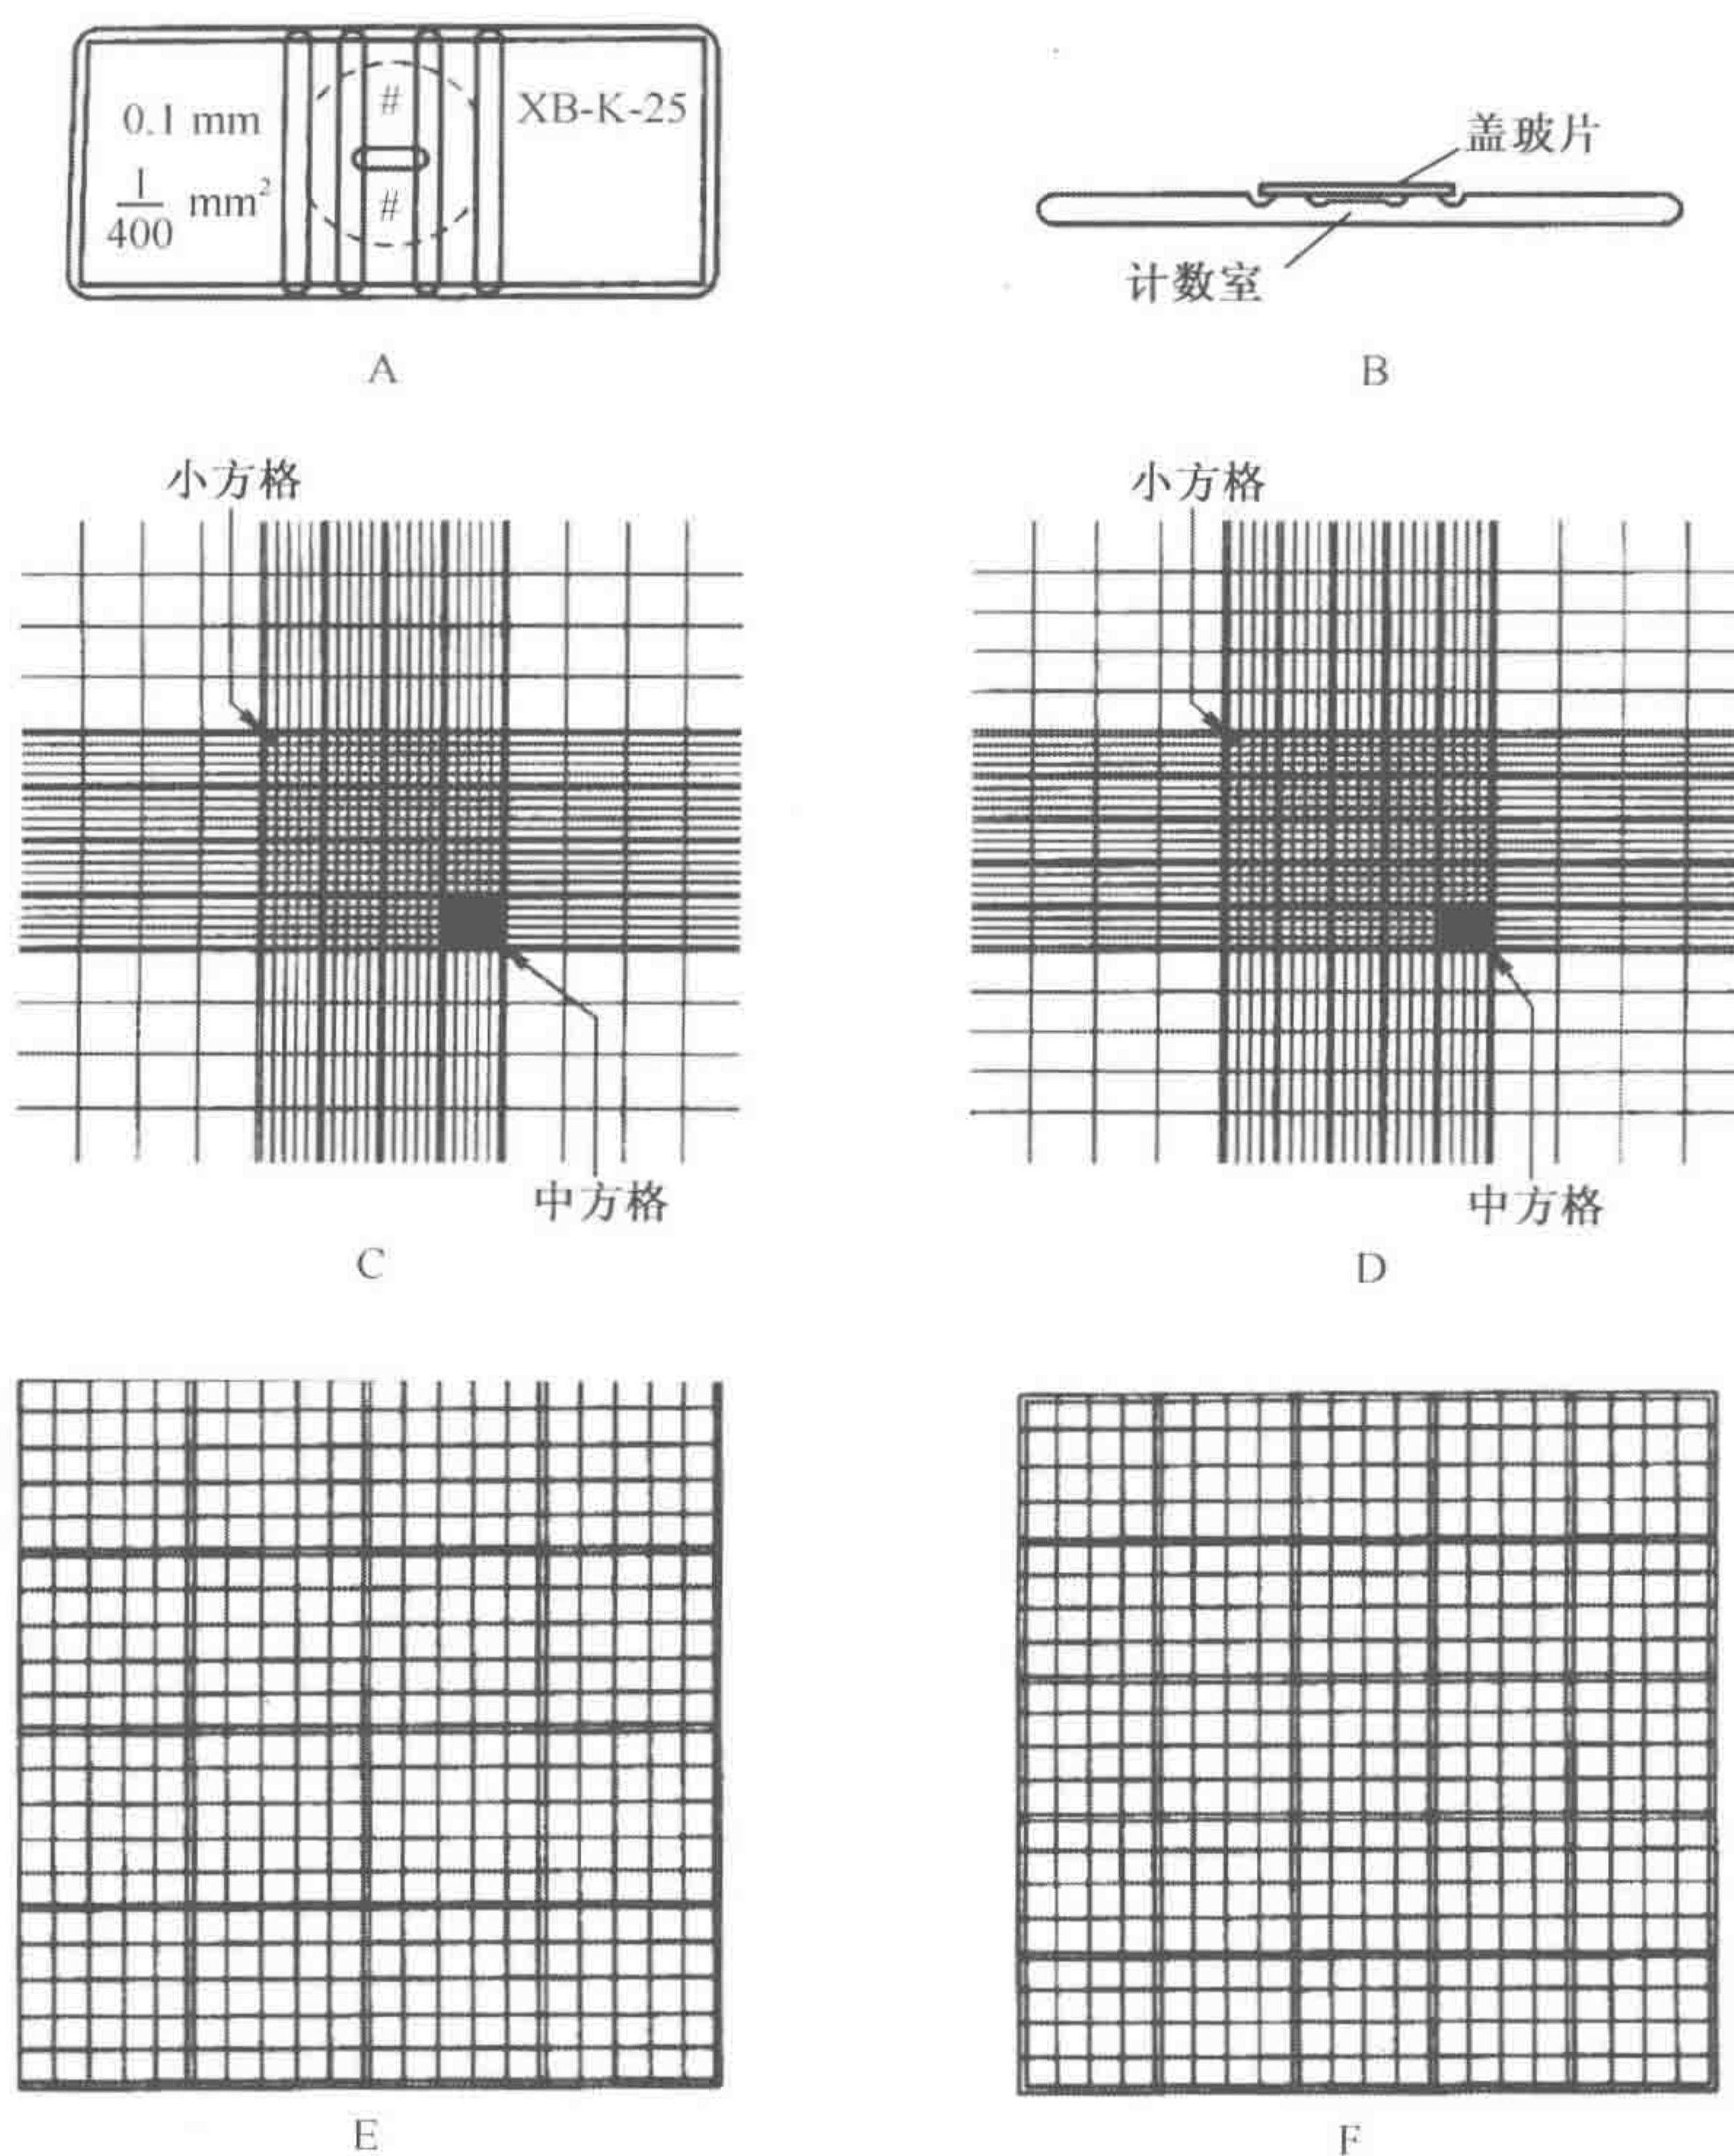 0.1 mm
1/400 mm²
#
#
XB-K-25
A
盖玻片
计数室
B
小方格
中方格
C
小方格
中方格
D
E
F